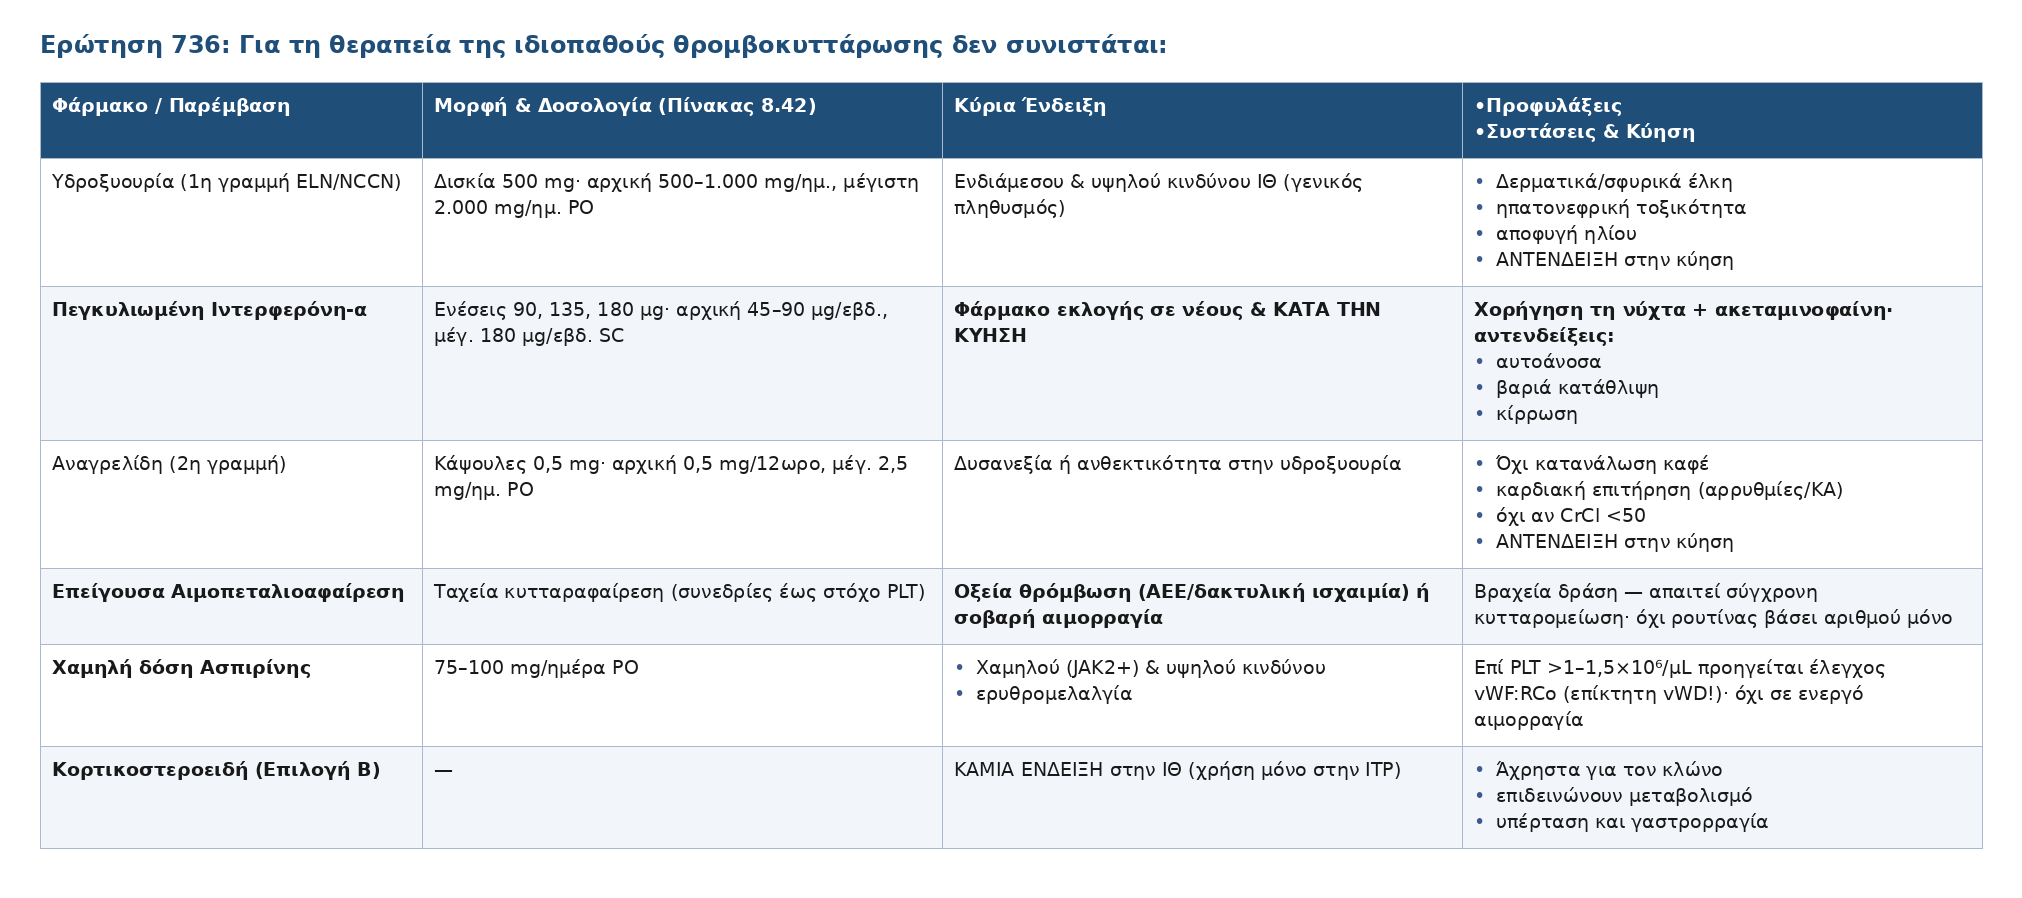 Ερώτηση 736: Για τη θεραπεία της ιδιοπαθούς θρομβοκυττάρωσης δεν συνιστάται:
Φάρμακο / Παρέμβαση
Μορφή & Δοσολογία (Πίνακας 8.42)
Κύρια Ένδειξη
•Προφυλάξεις
•Συστάσεις & Κύηση
Υδροξυουρία (1η γραμμή ELN/NCCN)
Δισκία 500 mg· αρχική 500–1.000 mg/ημ., μέγιστη
2.000 mg/ημ. PO
Ενδιάμεσου & υψηλού κινδύνου ΙΘ (γενικός
πληθυσμός)
• Δερματικά/σφυρικά έλκη
• ηπατονεφρική τοξικότητα
• αποφυγή ηλίου
• ΑΝΤΕΝΔΕΙΞΗ στην κύηση
Πεγκυλιωμένη Ιντερφερόνη-α
Ενέσεις 90, 135, 180 μg· αρχική 45–90 μg/εβδ.,
μέγ. 180 μg/εβδ. SC
Φάρμακο εκλογής σε νέους & ΚΑΤΑ ΤΗΝ
ΚΥΗΣΗ
Χορήγηση τη νύχτα + ακεταμινοφαίνη·
αντενδείξεις:
• αυτοάνοσα
• βαριά κατάθλιψη
• κίρρωση
Αναγρελίδη (2η γραμμή)
Κάψουλες 0,5 mg· αρχική 0,5 mg/12ωρο, μέγ. 2,5
mg/ημ. PO
Δυσανεξία ή ανθεκτικότητα στην υδροξυουρία
• Όχι κατανάλωση καφέ
• καρδιακή επιτήρηση (αρρυθμίες/ΚΑ)
• όχι αν CrCl <50
• ΑΝΤΕΝΔΕΙΞΗ στην κύηση
Επείγουσα Αιμοπεταλιοαφαίρεση
Ταχεία κυτταραφαίρεση (συνεδρίες έως στόχο PLT)
Οξεία θρόμβωση (ΑΕΕ/δακτυλική ισχαιμία) ή
σοβαρή αιμορραγία
Βραχεία δράση — απαιτεί σύγχρονη
κυτταρομείωση· όχι ρουτίνας βάσει αριθμού μόνο
Χαμηλή δόση Ασπιρίνης
75–100 mg/ημέρα PO
• Χαμηλού (JAK2+) & υψηλού κινδύνου
• ερυθρομελαλγία
Επί PLT >1–1,5×10⁶/μL προηγείται έλεγχος
vWF:RCo (επίκτητη vWD!)· όχι σε ενεργό
αιμορραγία
Κορτικοστεροειδή (Επιλογή Β)
—
ΚΑΜΙΑ ΕΝΔΕΙΞΗ στην ΙΘ (χρήση μόνο στην ITP)
• Άχρηστα για τον κλώνο
• επιδεινώνουν μεταβολισμό
• υπέρταση και γαστρορραγία